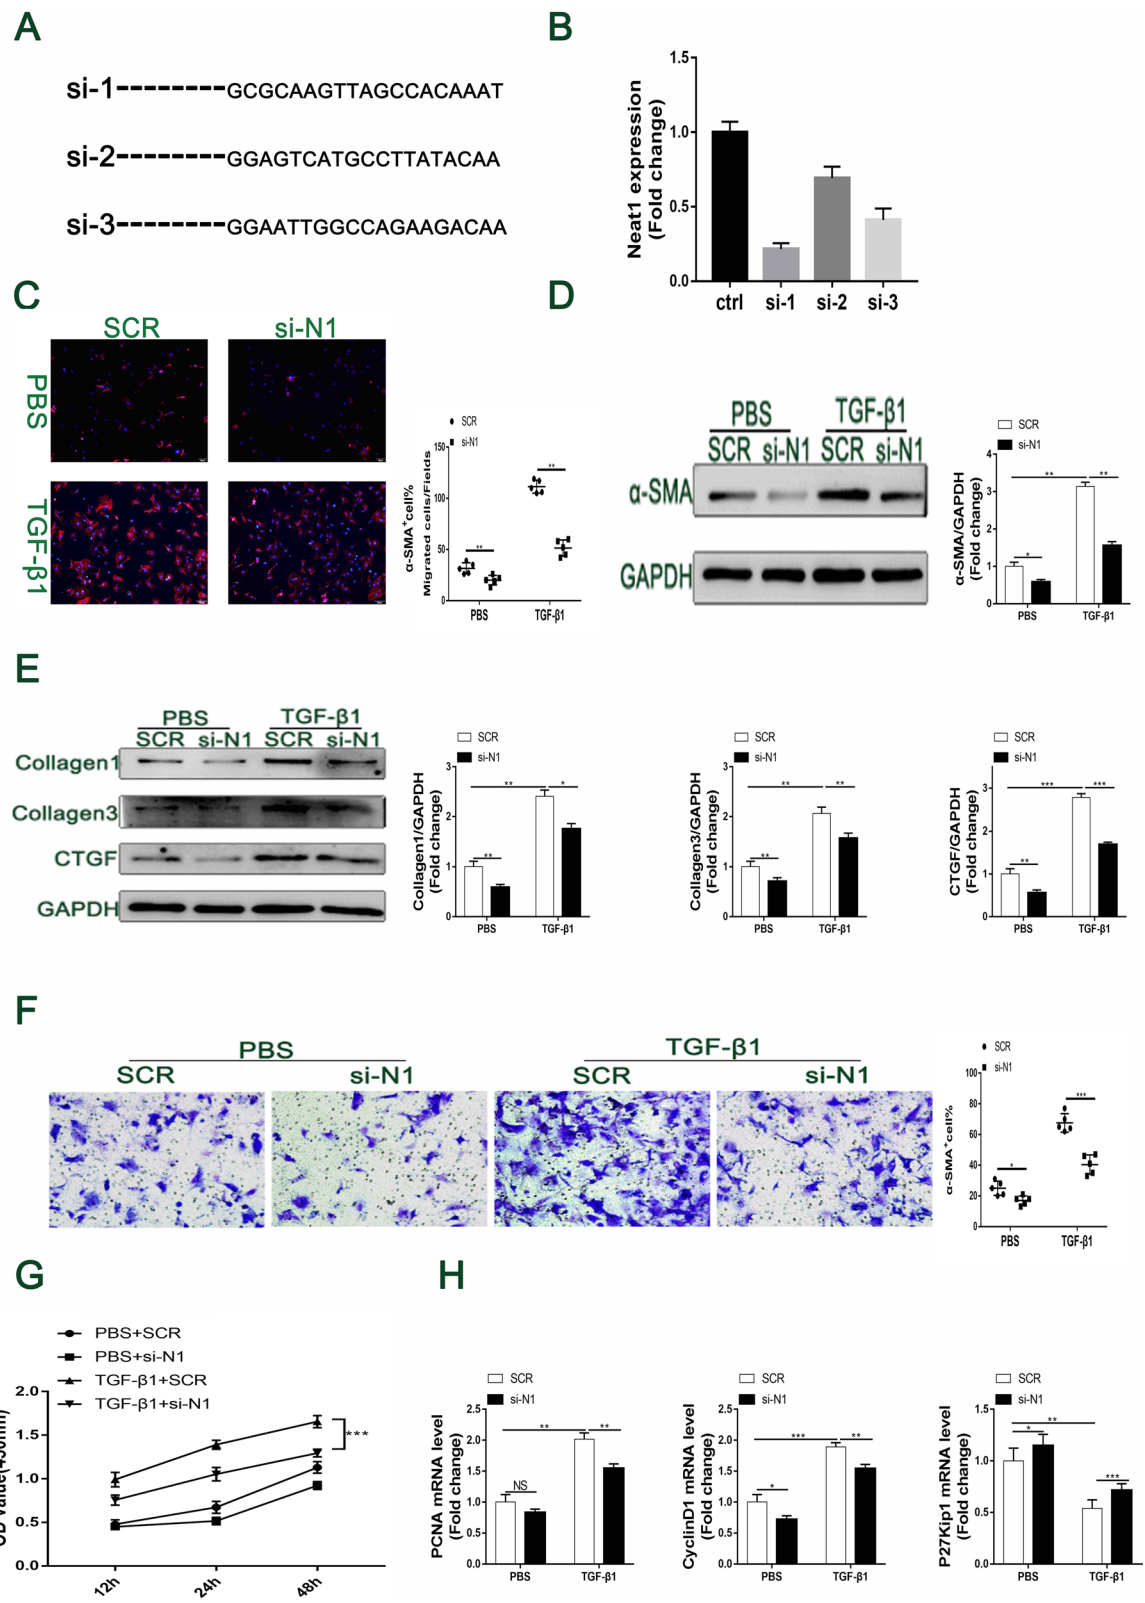 A
si-1---------GCGCAAGTTAGCCACAAAT
si-2---------GGAGTCATGCCTTATACAA
si-3---------GGAATTGGCCAGAAGACAA
B
Neat1 expression
(Fold change)
1.5
1.0
0.5
0.0
ctrl si-1 si-2 si-3
C
SCR si-N1
PBS
TGF-β1
SCR
si-N1
α-SMA+cell%
Migrated cells/Fields
150
100
50
0
**
**
PBS TGF-β1
D
PBS TGF-β1
SCR si-N1 SCR si-N1
α-SMA
GAPDH
SCR
si-N1
α-SMA/GAPDH
(Fold change)
4
3
2
1
0
*
**
**
PBS TGF-β1
E
PBS TGF-β1
SCR si-N1 SCR si-N1
Collagen1
Collagen3
CTGF
GAPDH
SCR
si-N1
Collagen1/GAPDH
(Fold change)
3
2
1
0
**
**
*
PBS TGF-β1
SCR
si-N1
Collagen3/GAPDH
(Fold change)
3
2
1
0
**
**
**
PBS TGF-β1
SCR
si-N1
CTGF/GAPDH
(Fold change)
3
2
1
0
**
***
***
PBS TGF-β1
F
PBS TGF-β1
SCR si-N1 SCR si-N1
SCR
si-N1
α-SMA+cell%
100
80
60
40
20
0
*
***
PBS TGF-β1
G
PBS+SCR
PBS+si-N1
TGF-β1+SCR
TGF-β1+si-N1
2.0
1.5
1.0
0.5
0.0
***
12h 24h 48h
H
SCR
si-N1
PCNA mRNA level
(Fold change)
2.5
2.0
1.5
1.0
0.5
0.0
NS
**
**
PBS TGF-β1
SCR
si-N1
CyclinD1 mRNA level
(Fold change)
2.5
2.0
1.5
1.0
0.5
0.0
*
***
**
PBS TGF-β1
SCR
si-N1
P27Kip1 mRNA level
(Fold change)
1.5
1.0
0.5
0.0
*
**
***
PBS TGF-β1